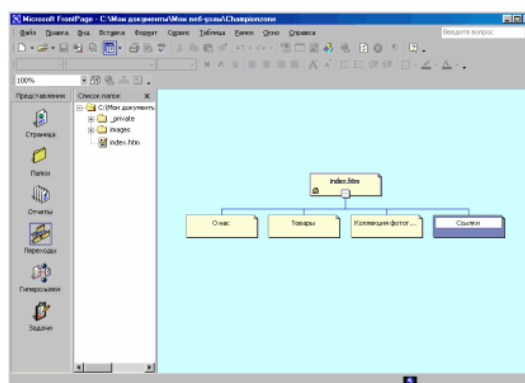 Microsoft FrontPage - C:\Мои документы\Мои веб-узлы\Championzone
Файл Правка Вид Вставка Формат Сервис Таблица Рамки Окно Справка
Введите вопрос
100%
Представления
Список папок
C:\Мои документы
_private
images
index.htm
Страница
Папки
Отчеты
Переходы
Гиперссылки
Задачи
index.htm
О нас
Товары
Коллекция фотог...
Ссылки